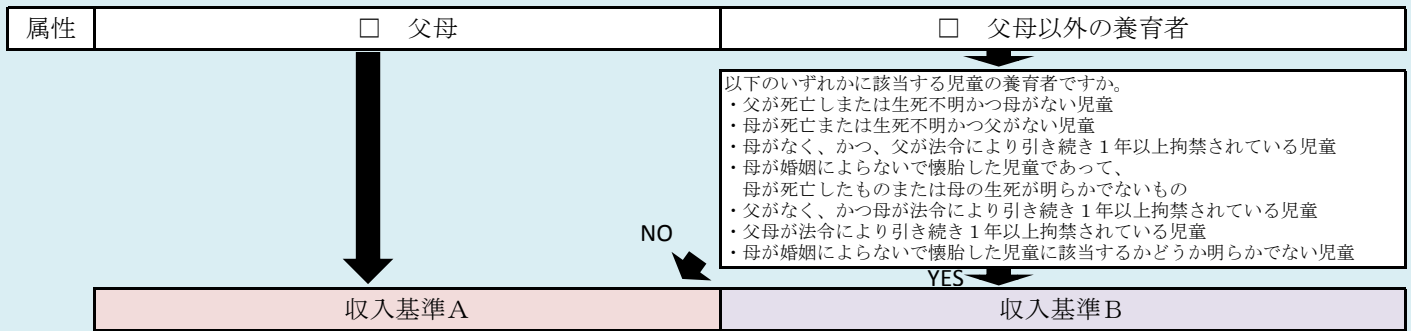 属性
□　父母
□　父母以外の養育者
以下のいずれかに該当する児童の養育者ですか。
・父が死亡しまたは生死不明かつ母がない児童
・母が死亡または生死不明かつ父がない児童
・母がなく、かつ、父が法令により引き続き１年以上拘禁されている児童
・母が婚姻によらないで懐胎した児童であって、
　母が死亡したものまたは母の生死が明らかでないもの
・父がなく、かつ母が法令により引き続き１年以上拘禁されている児童
・父母が法令により引き続き１年以上拘禁されている児童
・母が婚姻によらないで懐胎した児童に該当するかどうか明らかでない児童
NO
YES
収入基準Ａ
収入基準Ｂ